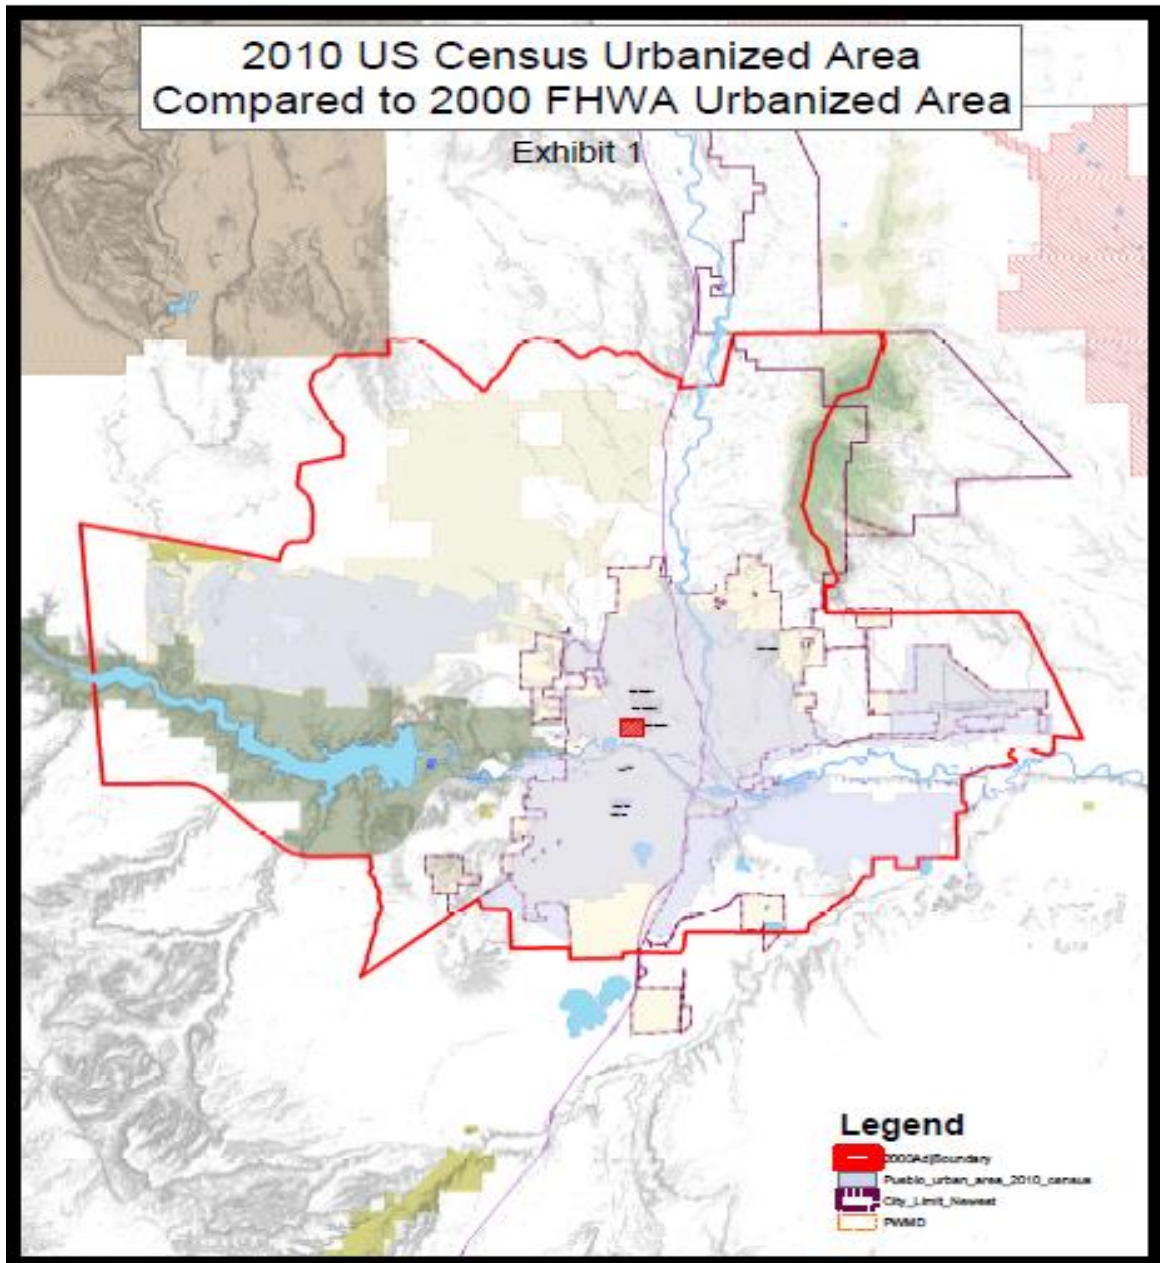 2010 US Census Urbanized Area
Compared to 2000 FHWA Urbanized Area
Exhibit 1
Legend
2000AdjBoundary
Pueblo_urban_area_2010_census
City_Limit_Newest
PWMD